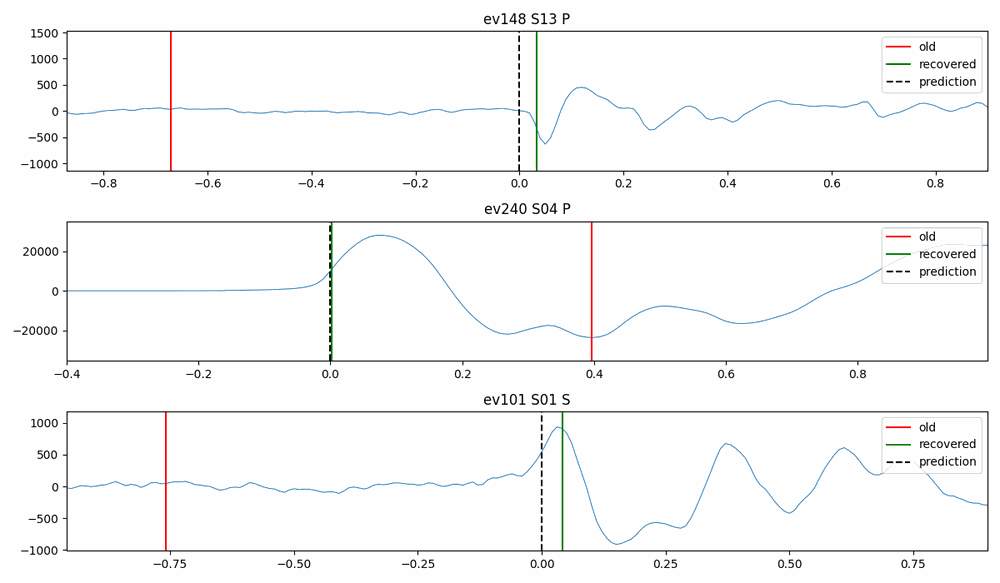 ev148 S13 P
1500
1000
500
0
−500
−1000
old
recovered
prediction
−0.8 −0.6 −0.4 −0.2 0.0 0.2 0.4 0.6 0.8
ev240 S04 P
20000
0
−20000
old
recovered
prediction
−0.4 −0.2 0.0 0.2 0.4 0.6 0.8
ev101 S01 S
1000
500
0
−500
−1000
old
recovered
prediction
−0.75 −0.50 −0.25 0.00 0.25 0.50 0.75